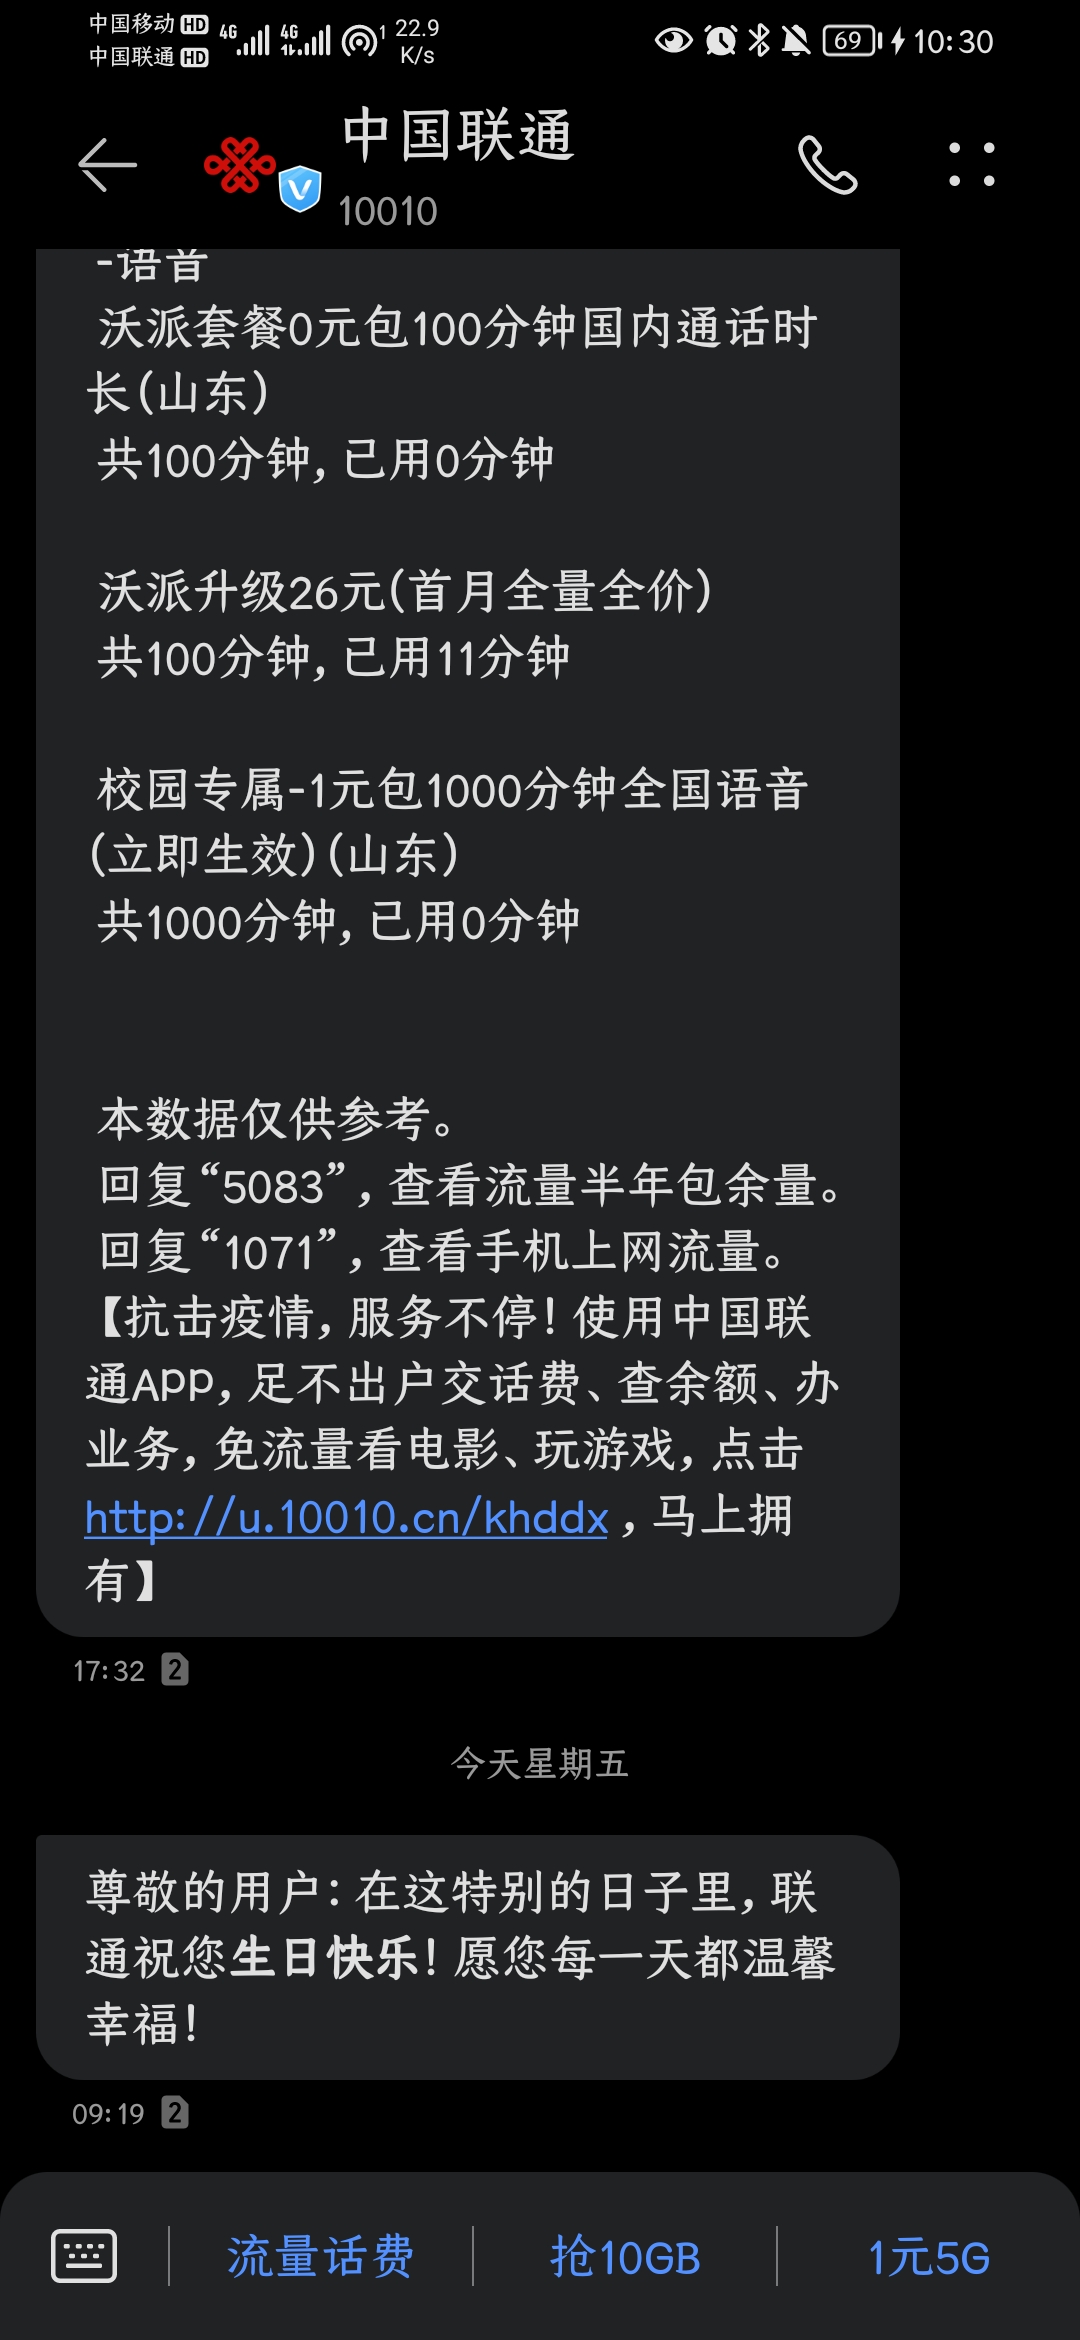 中国移动 HD 4G 4G 1 22.9 69 10:30
中国联通 HD K/s
中国联通
10010
-语音
沃派套餐0元包100分钟国内通话时
长(山东)
共100分钟, 已用0分钟
沃派升级26元(首月全量全价)
共100分钟, 已用11分钟
校园专属-1元包1000分钟全国语音
(立即生效)(山东)
共1000分钟, 已用0分钟
本数据仅供参考。
回复“5083”, 查看流量半年包余量。
回复“1071”, 查看手机上网流量。
【抗击疫情, 服务不停! 使用中国联
通App, 足不出户交话费、查余额、办
业务, 免流量看电影、玩游戏, 点击
http://u.10010.cn/khddx , 马上拥
有】
17:32 2
今天星期五
尊敬的用户: 在这特别的日子里, 联
通祝您生日快乐! 愿您每一天都温馨
幸福!
09:19 2
流量话费 抢10GB 1元5G